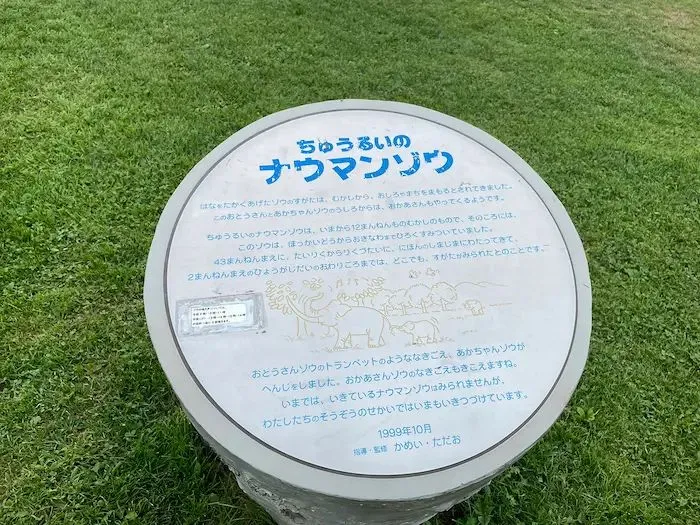 ちゅうるいの
ナウマンゾウ
はなをたかくあげたゾウのすがたは、むかしから、おしろやまちをまもるとされてきました。
このおとうさんとあかちゃんゾウのうしろからは、おかあさんもやってくるようです。
ちゅうるいのナウマンゾウは、いまから12まんねんものむかしのもので、そのころには、
このゾウは、ほっかいどうからおきなわまでひろくすみついていました。
43まんねんまえに、たいりくからりくづたいに、にほんのしまじまにわたってきて、
2まんねんまえのひょうがじだいのおわりごろまでは、どこでも、すがたがみられたとのことです。
おとうさんゾウのトランペットのようななきごえ、あかちゃんゾウが
へんじをしました。おかあさんゾウのなきごえもきこえますね。
いまでは、いきているナウマンゾウはみられませんが、
わたしたちのそうぞうのせかいではいまもいきつづけています。
1999年10月
指導・監修 かめい・ただお